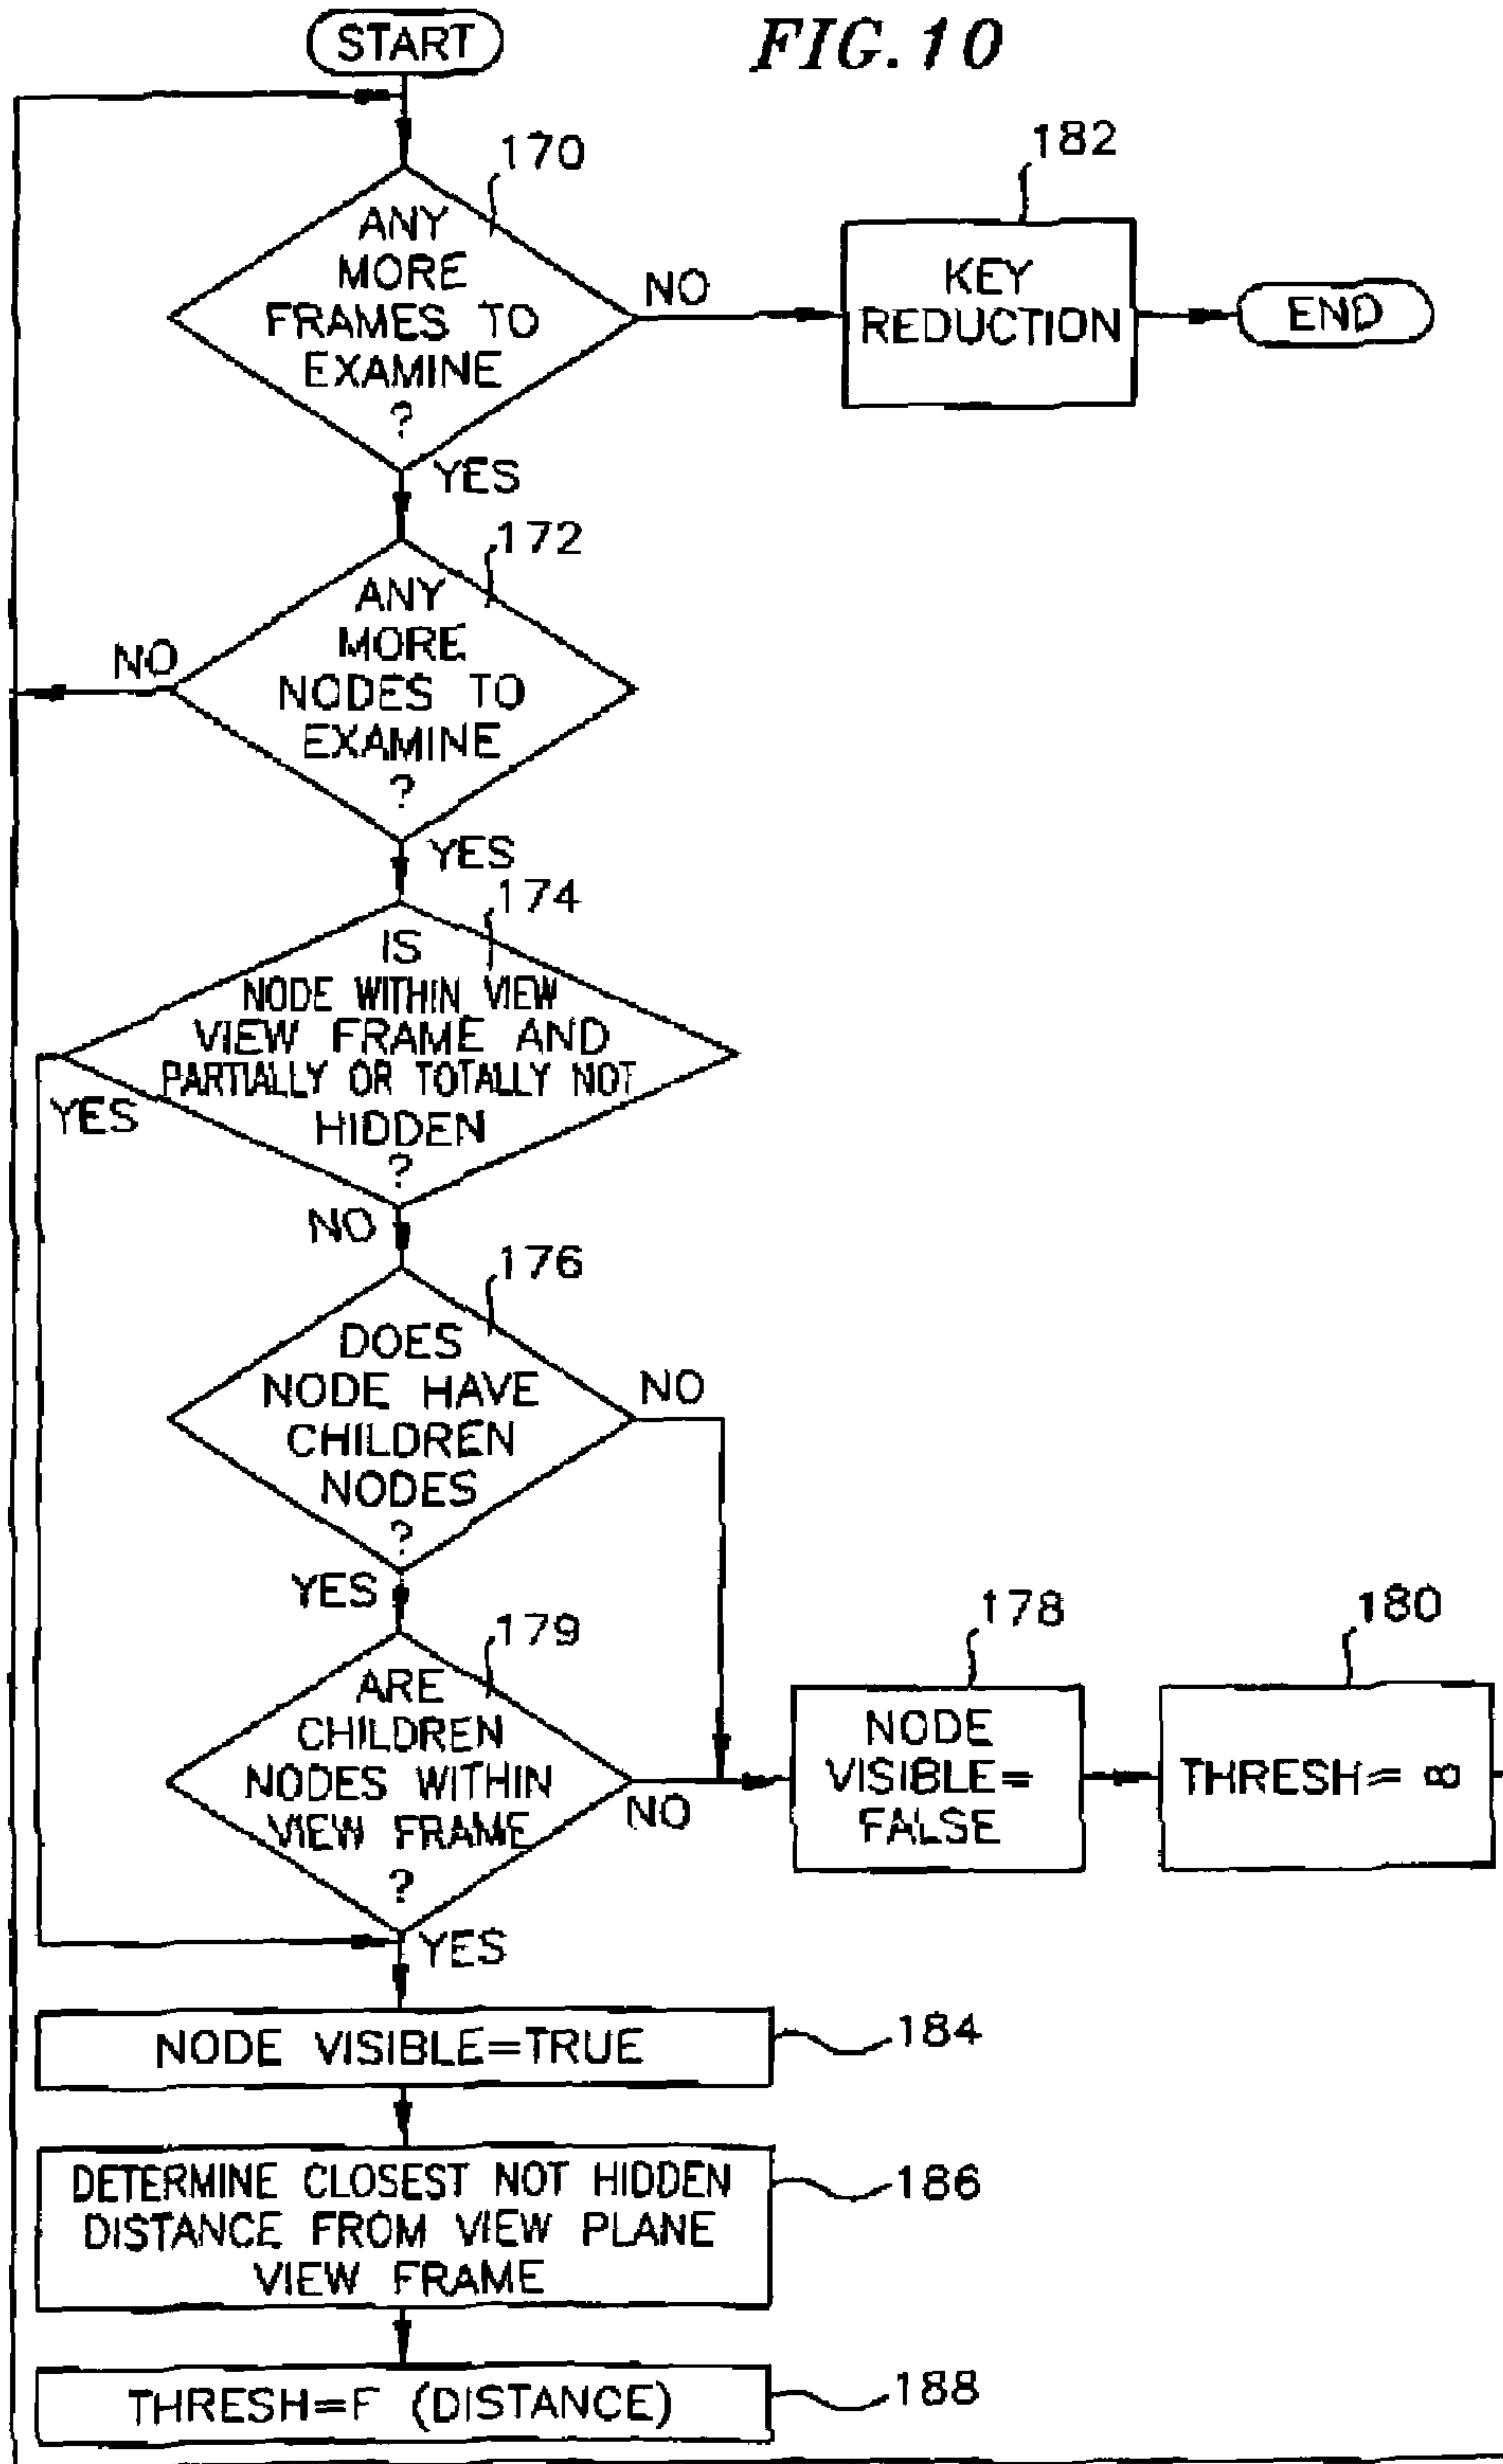 START
FIG. 10
170
ANY
MORE
FRAMES TO
EXAMINE
?
NO
182
KEY
REDUCTION
END
YES
172
ANY
MORE
NODES TO
EXAMINE
?
NO
YES
174
IS
NODE WITHIN VIEW
VIEW FRAME AND
PARTIALLY OR TOTALLY NOT
HIDDEN
?
YES
NO
176
DOES
NODE HAVE
CHILDREN
NODES
?
NO
YES
179
ARE
CHILDREN
NODES WITHIN
VIEW FRAME
?
NO
178
NODE
VISIBLE=
FALSE
180
THRESH= ∞
YES
NODE VISIBLE=TRUE
184
DETERMINE CLOSEST NOT HIDDEN
DISTANCE FROM VIEW PLANE
VIEW FRAME
186
THRESH=F (DISTANCE)
188